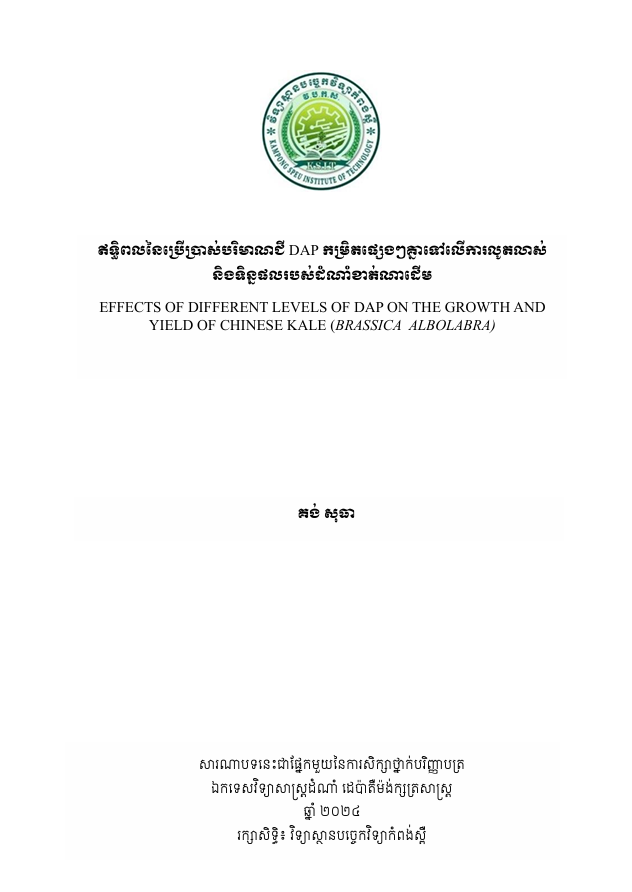 វិទ្យាស្ថានបច្ចេកវិទ្យាកំពង់ស្ពឺ
វ.ប.ក.ស.
K.S.I.T
KAMPONG SPEU INSTITUTE OF TECHNOLOGY
ឥទ្ធិពលនៃប្រើប្រាស់បរិមាណជី DAP កម្រិតផ្សេងៗគ្នាទៅលើការលូតលាស់
និងទិន្នផលរបស់ដំណាំខាត់ណាដើម
EFFECTS OF DIFFERENT LEVELS OF DAP ON THE GROWTH AND
YIELD OF CHINESE KALE (BRASSICA ALBOLABRA)
គង់ សុធា
សារណាបទនេះជាផ្នែកមួយនៃការសិក្សាថ្នាក់បរិញ្ញាបត្រ
ឯកទេសវិទ្យាសាស្ត្រដំណាំ ដេប៉ាតឺម៉ង់ក្សេត្រសាស្ត្រ
ឆ្នាំ ២០២៤
រក្សាសិទ្ធិ៖ វិទ្យាស្ថានបច្ចេកវិទ្យាកំពង់ស្ពឺ